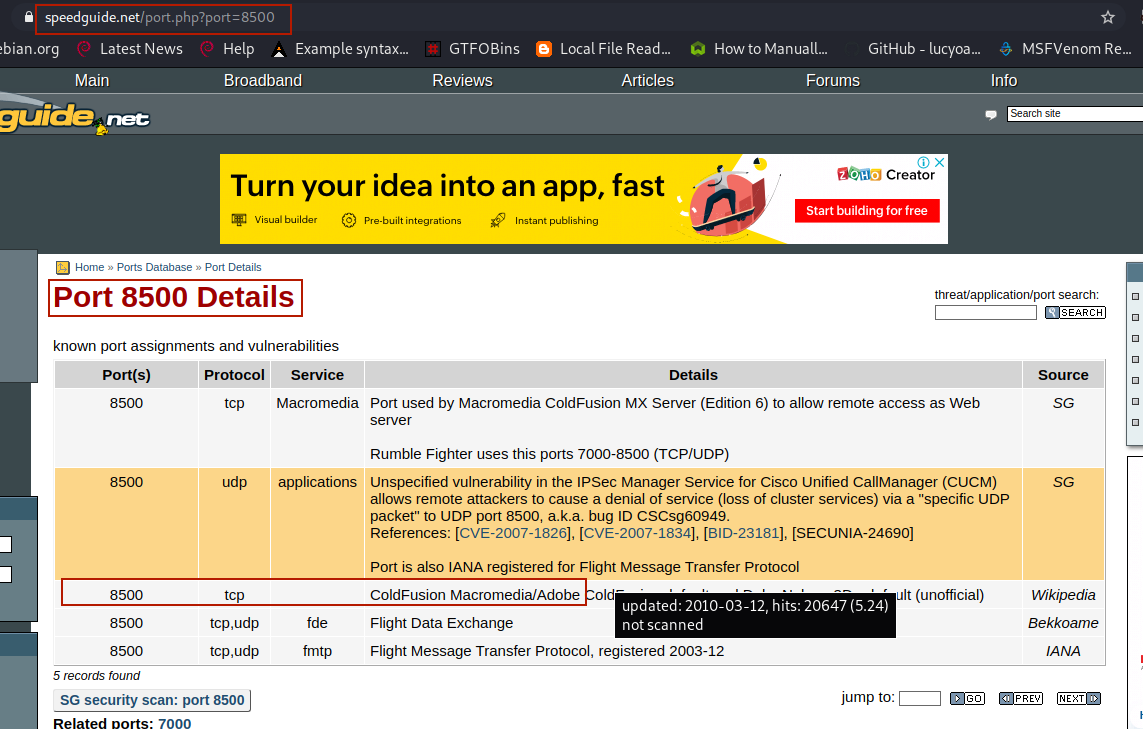 speedguide.net/port.php?port=8500
ebian.org Latest News Help Example syntax... GTFOBins Local File Read... How to Manuall... GitHub - lucyoa... MSFVenom Re...
Main Broadband Reviews Articles Forums Info
guide.net
Search site
Turn your idea into an app, fast
Visual builder Pre-built integrations Instant publishing
ZOHO Creator
Start building for free
Home » Ports Database » Port Details
Port 8500 Details
threat/application/port search:
SEARCH
known port assignments and vulnerabilities
Port(s) Protocol Service Details Source
8500 tcp Macromedia Port used by Macromedia ColdFusion MX Server (Edition 6) to allow remote access as Web SG
server
Rumble Fighter uses this ports 7000-8500 (TCP/UDP)
8500 udp applications Unspecified vulnerability in the IPSec Manager Service for Cisco Unified CallManager (CUCM) SG
allows remote attackers to cause a denial of service (loss of cluster services) via a "specific UDP
packet" to UDP port 8500, a.k.a. bug ID CSCsg60949.
References: [CVE-2007-1826], [CVE-2007-1834], [BID-23181], [SECUNIA-24690]
Port is also IANA registered for Flight Message Transfer Protocol
8500 tcp ColdFusion Macromedia/Adobe (unofficial) Wikipedia
updated: 2010-03-12, hits: 20647 (5.24)
not scanned
8500 tcp,udp fde Flight Data Exchange Bekkoame
8500 tcp,udp fmtp Flight Message Transfer Protocol, registered 2003-12 IANA
5 records found
SG security scan: port 8500
jump to: GO PREV NEXT
Related ports: 7000